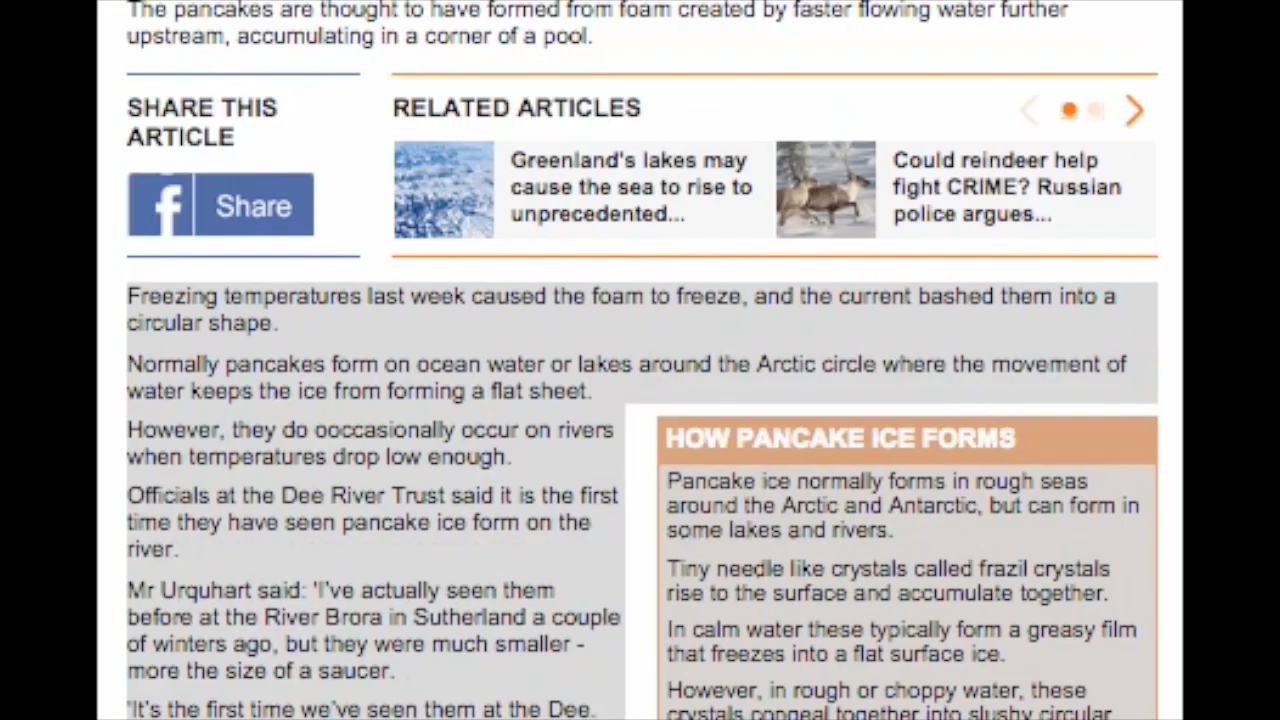 The pancakes are thought to have formed from foam created by faster flowing water further
upstream, accumulating in a corner of a pool.
SHARE THIS
ARTICLE
f Share
RELATED ARTICLES
Greenland's lakes may
cause the sea to rise to
unprecedented...
Could reindeer help
fight CRIME? Russian
police argues...
Freezing temperatures last week caused the foam to freeze, and the current bashed them into a
circular shape.
Normally pancakes form on ocean water or lakes around the Arctic circle where the movement of
water keeps the ice from forming a flat sheet.
However, they do ooccasionally occur on rivers
when temperatures drop low enough.
Officials at the Dee River Trust said it is the first
time they have seen pancake ice form on the
river.
Mr Urquhart said: 'I've actually seen them
before at the River Brora in Sutherland a couple
of winters ago, but they were much smaller -
more the size of a saucer.
'It's the first time we've seen them at the Dee.
HOW PANCAKE ICE FORMS
Pancake ice normally forms in rough seas
around the Arctic and Antarctic, but can form in
some lakes and rivers.
Tiny needle like crystals called frazil crystals
rise to the surface and accumulate together.
In calm water these typically form a greasy film
that freezes into a flat surface ice.
However, in rough or choppy water, these
crystals congeal together into slushy circular